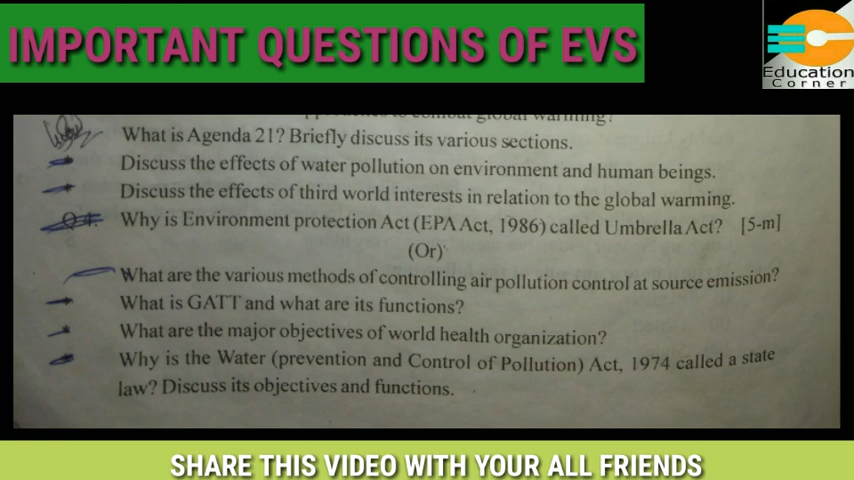 IMPORTANT QUESTIONS OF EVS
Education
Corner
to combat global warming?
What is Agenda 21? Briefly discuss its various sections.
Discuss the effects of water pollution on environment and human beings.
Discuss the effects of third world interests in relation to the global warming.
Q4. Why is Environment protection Act (EPA Act, 1986) called Umbrella Act? [5-m]
(Or)
What are the various methods of controlling air pollution control at source emission?
What is GATT and what are its functions?
What are the major objectives of world health organization?
Why is the Water (prevention and Control of Pollution) Act, 1974 called a state
law? Discuss its objectives and functions.
SHARE THIS VIDEO WITH YOUR ALL FRIENDS